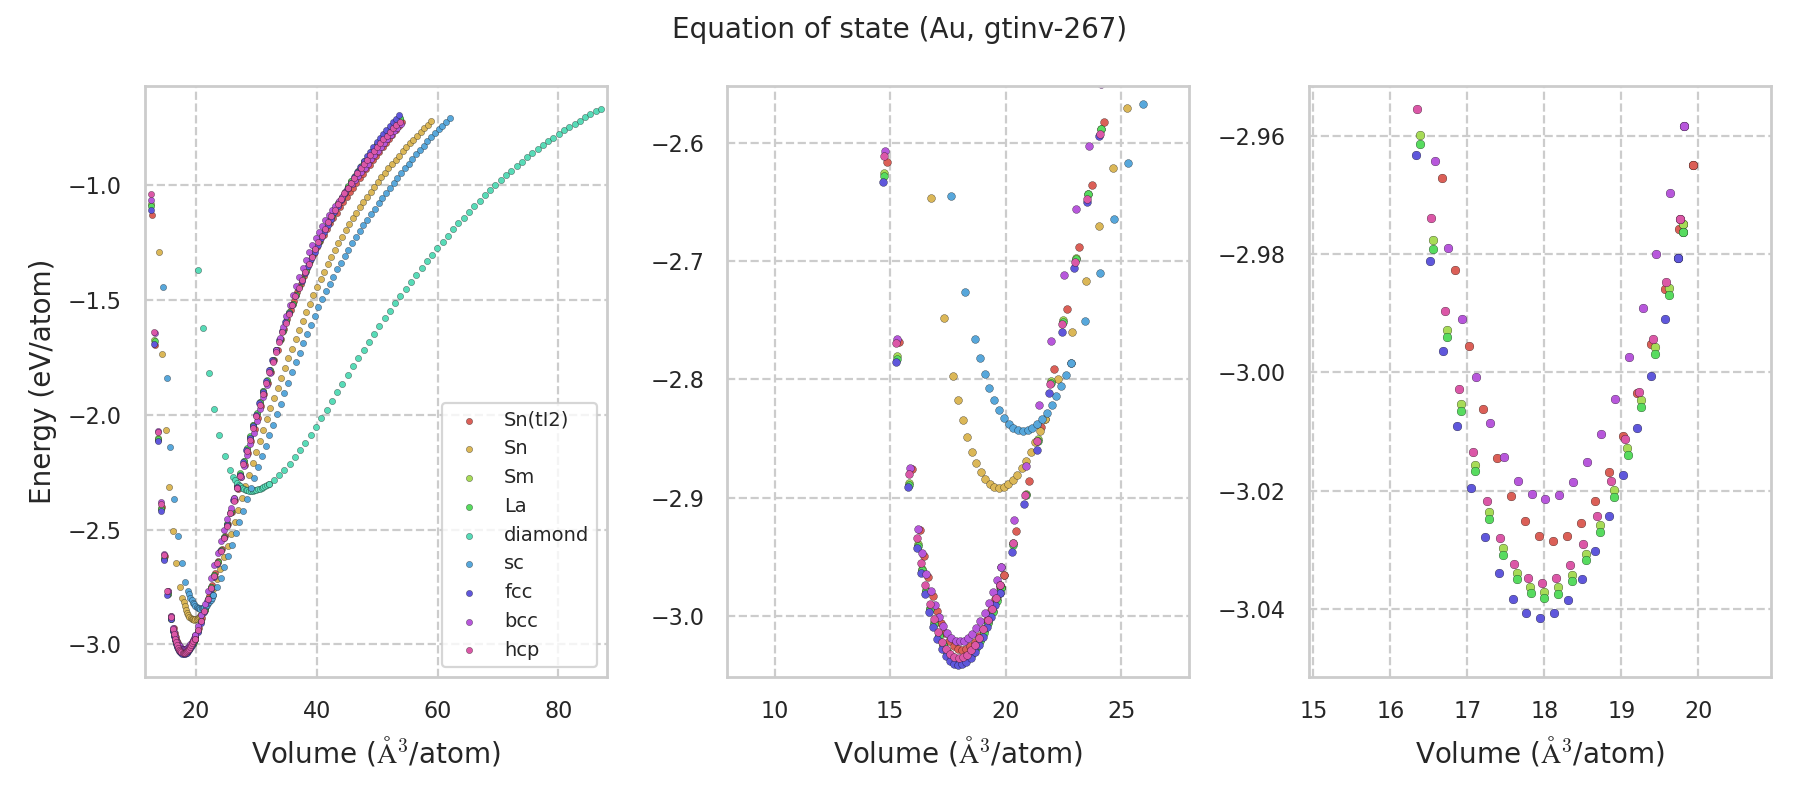 Equation of state (Au, gtinv-267)
Energy (eV/atom)
−1.0
−1.5
−2.0
−2.5
−3.0
20 40 60 80
Volume (Å³/atom)
Sn(tI2)
Sn
Sm
La
diamond
sc
fcc
bcc
hcp
−2.6
−2.7
−2.8
−2.9
−3.0
10 15 20 25
Volume (Å³/atom)
−2.96
−2.98
−3.00
−3.02
−3.04
15 16 17 18 19 20
Volume (Å³/atom)